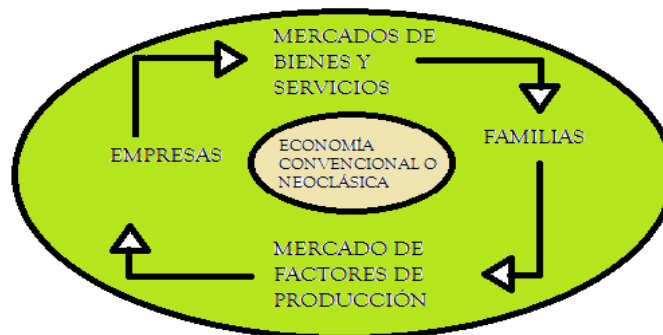 MERCADOS DE
BIENES Y
SERVICIOS
EMPRESAS
FAMILIAS
ECONOMÍA
CONVENCIONAL O
NEOCLÁSICA
MERCADO DE
FACTORES DE
PRODUCCIÓN